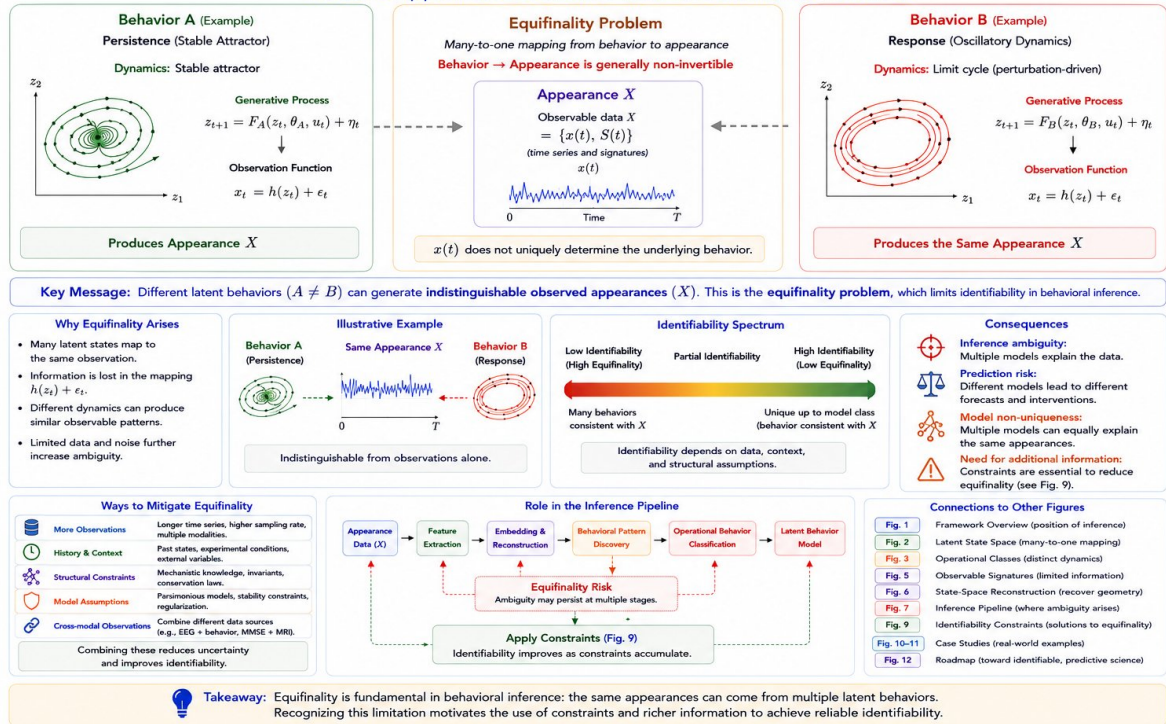 Behavior A (Example)
Persistence (Stable Attractor)
Dynamics: Stable attractor
z₂
z₁
Generative Process
zₜ₊₁ = F_A(zₜ, θ_A, uₜ) + ηₜ
Observation Function
xₜ = h(zₜ) + ϵₜ
Produces Appearance X
Equifinality Problem
Many-to-one mapping from behavior to appearance
Behavior → Appearance is generally non-invertible
Appearance X
Observable data X
= {x(t), S(t)}
(time series and signatures)
x(t)
0 Time T
x(t) does not uniquely determine the underlying behavior.
Behavior B (Example)
Response (Oscillatory Dynamics)
Dynamics: Limit cycle (perturbation-driven)
z₂
z₁
Generative Process
zₜ₊₁ = F_B(zₜ, θ_B, uₜ) + ηₜ
Observation Function
xₜ = h(zₜ) + ϵₜ
Produces the Same Appearance X
Key Message: Different latent behaviors (A ≠ B) can generate indistinguishable observed appearances (X). This is the equifinality problem, which limits identifiability in behavioral inference.
Why Equifinality Arises
• Many latent states map to
the same observation.
• Information is lost in the mapping
h(zₜ) + ϵₜ.
• Different dynamics can produce
similar observable patterns.
• Limited data and noise further
increase ambiguity.
Illustrative Example
Behavior A
(Persistence)
Same Appearance X
0 T
Behavior B
(Response)
Indistinguishable from observations alone.
Identifiability Spectrum
Low Identifiability
(High Equifinality)
Partial Identifiability
High Identifiability
(Low Equifinality)
Many behaviors
consistent with X
Unique up to model class
(behavior consistent with X
Identifiability depends on data, context,
and structural assumptions.
Consequences
Inference ambiguity:
Multiple models explain the data.
Prediction risk:
Different models lead to different
forecasts and interventions.
Model non-uniqueness:
Multiple models can equally explain
the same appearances.
Need for additional information:
Constraints are essential to reduce
equifinality (see Fig. 9).
Ways to Mitigate Equifinality
More Observations
Longer time series, higher sampling rate,
multiple modalities.
History & Context
Past states, experimental conditions,
external variables.
Structural Constraints
Mechanistic knowledge, invariants,
conservation laws.
Model Assumptions
Parsimonious models, stability constraints,
regularization.
Cross-modal Observations
Combine different data sources
(e.g., EEG + behavior, MMSE + MRI).
Combining these reduces uncertainty
and improves identifiability.
Role in the Inference Pipeline
Appearance
Data (X)
Feature
Extraction
Embedding &
Reconstruction
Behavioral Pattern
Discovery
Operational Behavior
Classification
Latent Behavior
Model
Equifinality Risk
Ambiguity may persist at multiple stages.
Apply Constraints (Fig. 9)
Identifiability improves as constraints accumulate.
Connections to Other Figures
Fig. 1 Framework Overview (position of inference)
Fig. 2 Latent State Space (many-to-one mapping)
Fig. 3 Operational Classes (distinct dynamics)
Fig. 5 Observable Signatures (limited information)
Fig. 6 State-Space Reconstruction (recover geometry)
Fig. 7 Inference Pipeline (where ambiguity arises)
Fig. 9 Identifiability Constraints (solutions to equifinality)
Fig. 10–11 Case Studies (real-world examples)
Fig. 12 Roadmap (toward identifiable, predictive science)
Takeaway: Equifinality is fundamental in behavioral inference: the same appearances can come from multiple latent behaviors.
Recognizing this limitation motivates the use of constraints and richer information to achieve reliable identifiability.